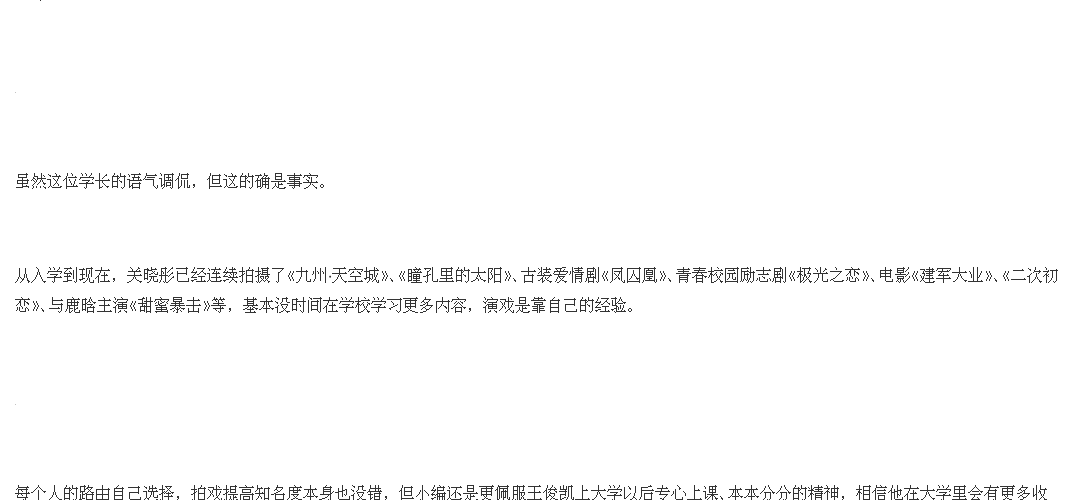 虽然这位学长的语气调侃，但这的确是事实。
从入学到现在，关晓彤已经连续拍摄了《九州·天空城》、《瞳孔里的太阳》、古装爱情剧《凤囚凰》、青春校园励志剧《极光之恋》、电影《建军大业》、《二次初
恋》、与鹿晗主演《甜蜜暴击》等，基本没时间在学校学习更多内容，演戏是靠自己的经验。
每个人的路由自己选择，拍戏提高知名度本身也没错，但小编还是更佩服王俊凯上大学以后专心上课、本本分分的精神，相信他在大学里会有更多收